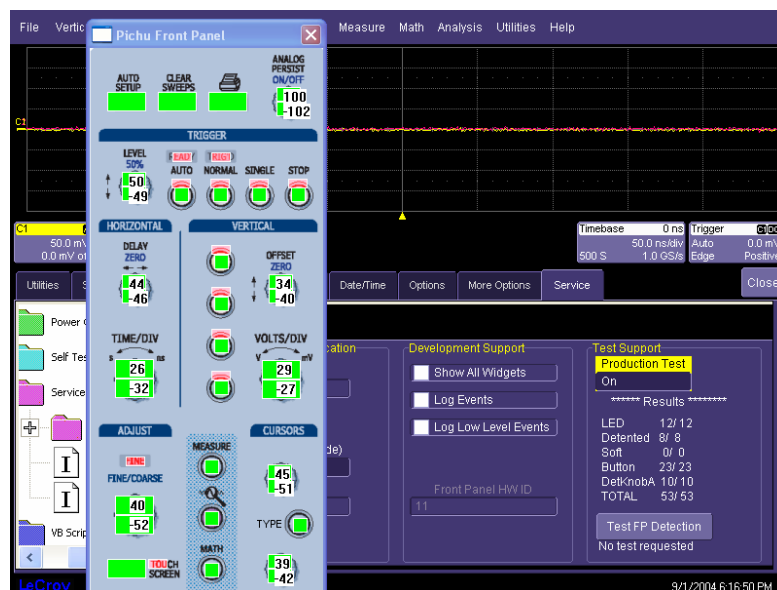 File Vertic
Pichu Front Panel
Measure Math Analysis Utilities Help
AUTO SETUP
CLEAR SWEEPS
ANALOG PERSIST ON/OFF
100
-102
C1
TRIGGER
LEVEL
50%
READY
TRIG'D
AUTO NORMAL SINGLE STOP
50
-49
C1
50.0 mV
0.0 mV of
HORIZONTAL
VERTICAL
DELAY
ZERO
44
-46
OFFSET
ZERO
34
-40
TIME/DIV
s ns
26
-32
VOLTS/DIV
V mV
29
-27
ADJUST
FINE
FINE/COARSE
40
-52
TOUCH SCREEN
MEASURE
MATH
CURSORS
45
-51
TYPE
39
-42
Timebase 0 ns
50.0 ns/div
500 S 1.0 GS/s
Trigger C1 DC
Auto 0.0 mV
Edge Positive
Utilities S
Date/Time
Options
More Options
Service
Close
Power
Self Tes
Service
VB Scrip
cation
de)
Development Support
Show All Widgets
Log Events
Log Low Level Events
Front Panel HW ID
11
Test Support
Production Test
On
****** Results ********
LED 12/ 12
Detented 8/ 8
Soft 0/ 0
Button 23/ 23
DetKnobA 10/ 10
TOTAL 53/ 53
Test FP Detection
No test requested
LeCroy
9/1/2004 6:16:50 PM